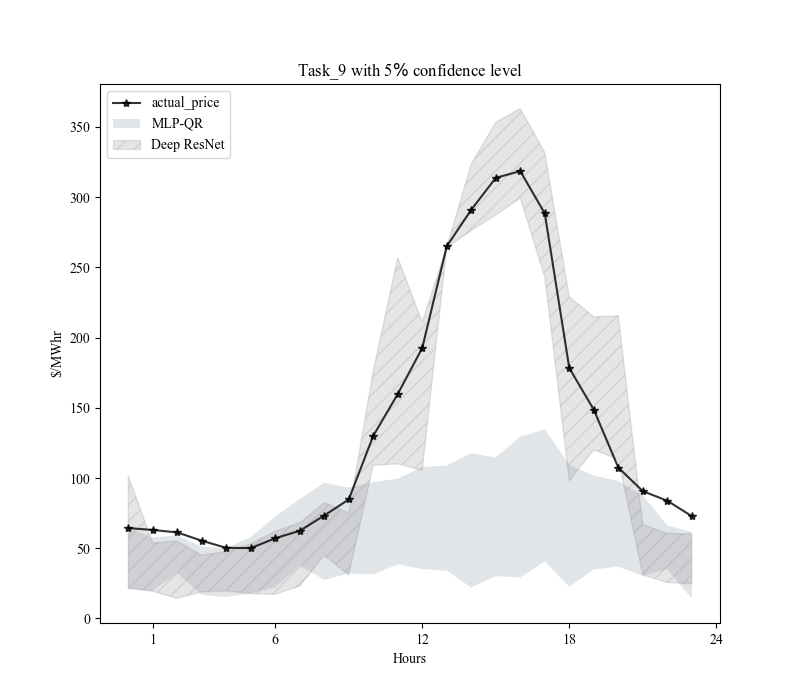 Task_9 with 5% confidence level
actual_price
MLP-QR
Deep ResNet
350
300
250
200
150
100
50
0
$/MWhr
1 6 12 18 24
Hours